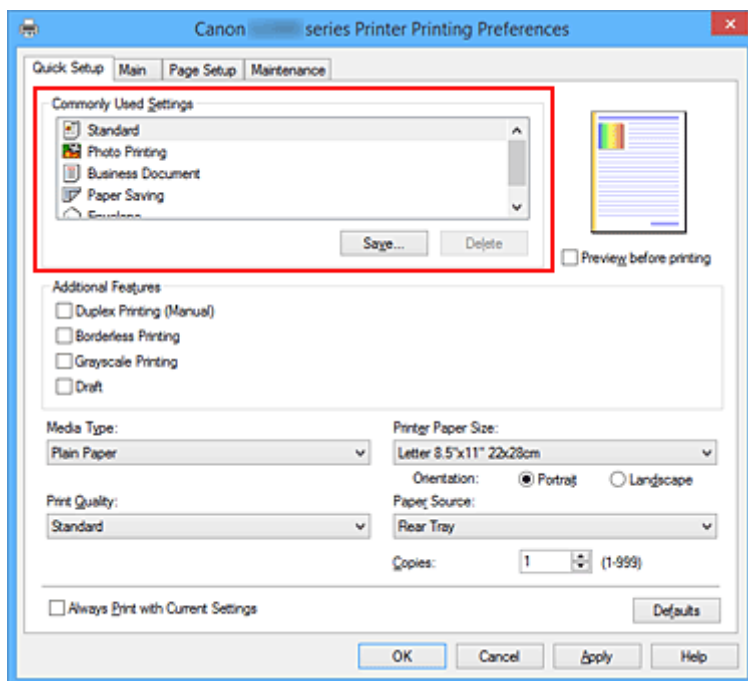 Canon series Printer Printing Preferences
Quick Setup Main Page Setup Maintenance
Commonly Used Settings
Standard
Photo Printing
Business Document
Paper Saving
Envelope
Save... Delete
Preview before printing
Additional Features
Duplex Printing (Manual)
Borderless Printing
Grayscale Printing
Draft
Media Type: Printer Paper Size:
Plain Paper Letter 8.5"x11" 22x28cm
Orientation: Portrait Landscape
Print Quality: Paper Source:
Standard Rear Tray
Copies: 1 (1-999)
Always Print with Current Settings Defaults
OK Cancel Apply Help